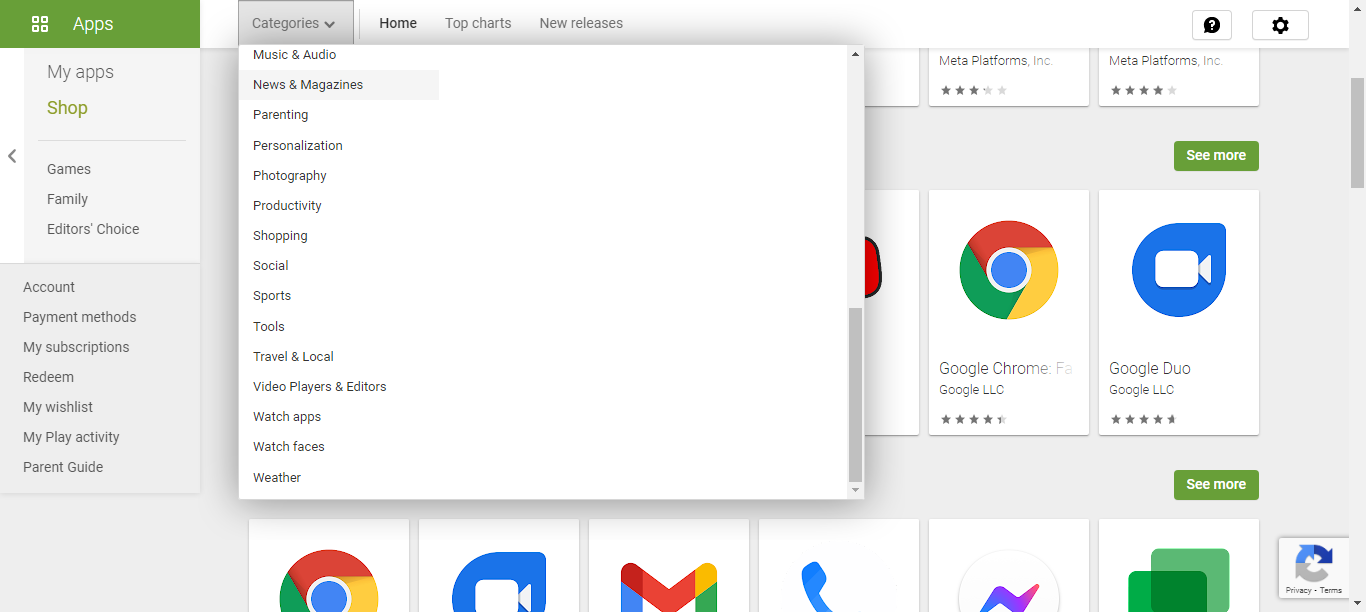 Apps
Categories
Home
Top charts
New releases
My apps
Shop
Games
Family
Editors' Choice
Account
Payment methods
My subscriptions
Redeem
My wishlist
My Play activity
Parent Guide
Music & Audio
News & Magazines
Parenting
Personalization
Photography
Productivity
Shopping
Social
Sports
Tools
Travel & Local
Video Players & Editors
Watch apps
Watch faces
Weather
Meta Platforms, Inc.
Meta Platforms, Inc.
See more
Google Chrome: Fa
Google LLC
Google Duo
Google LLC
See more
Privacy - Terms